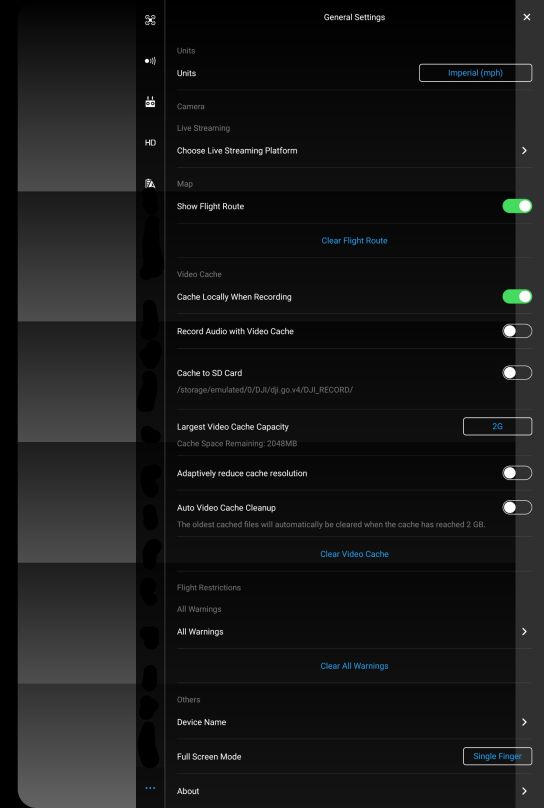 General Settings
Units
Units
Imperial (mph)
Camera
Live Streaming
HD
Choose Live Streaming Platform
Map
Show Flight Route
Clear Flight Route
Video Cache
Cache Locally When Recording
Record Audio with Video Cache
Cache to SD Card
/storage/emulated/0/DJI/dji.go.v4/DJI_RECORD/
Largest Video Cache Capacity
2G
Cache Space Remaining: 2048MB
Adaptively reduce cache resolution
Auto Video Cache Cleanup
The oldest cached files will automatically be cleared when the cache has reached 2 GB.
Clear Video Cache
Flight Restrictions
All Warnings
All Warnings
Clear All Warnings
Others
Device Name
Full Screen Mode
Single Finger
About